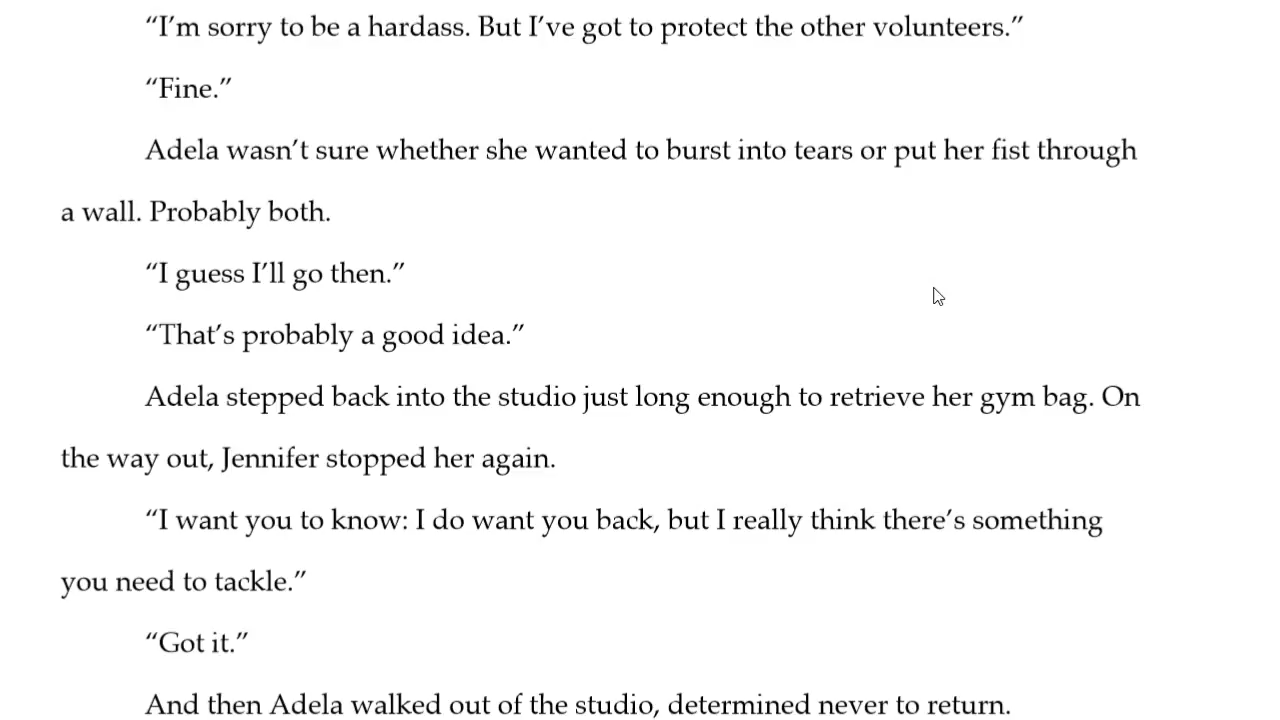 “I’m sorry to be a hardass. But I’ve got to protect the other volunteers.”
“Fine.”
Adela wasn’t sure whether she wanted to burst into tears or put her fist through
a wall. Probably both.
“I guess I’ll go then.”
“That’s probably a good idea.”
Adela stepped back into the studio just long enough to retrieve her gym bag. On
the way out, Jennifer stopped her again.
“I want you to know: I do want you back, but I really think there’s something
you need to tackle.”
“Got it.”
And then Adela walked out of the studio, determined never to return.